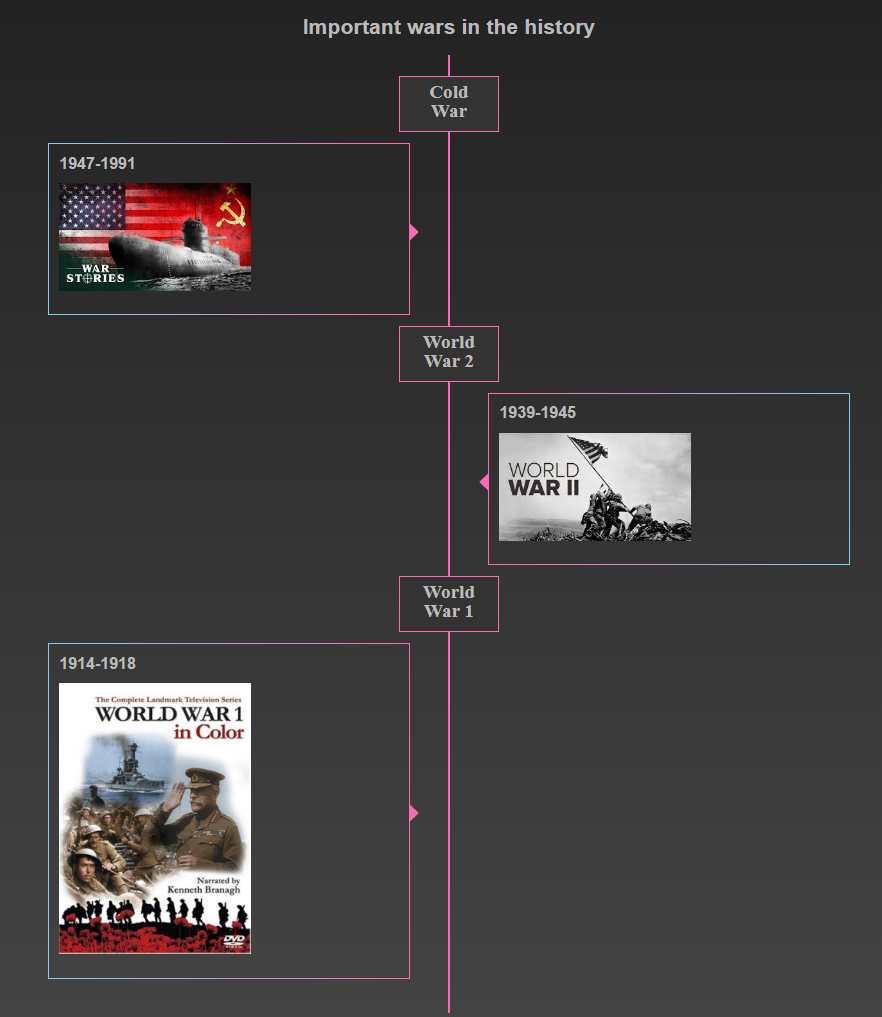 Important wars in the history
Cold
War
1947-1991
WAR
STORIES
World
War 2
1939-1945
WORLD
WAR II
World
War 1
1914-1918
The Complete Landmark Television Series
WORLD WAR 1
in Color
Narrated by
Kenneth Branagh
DVD
VIDEO